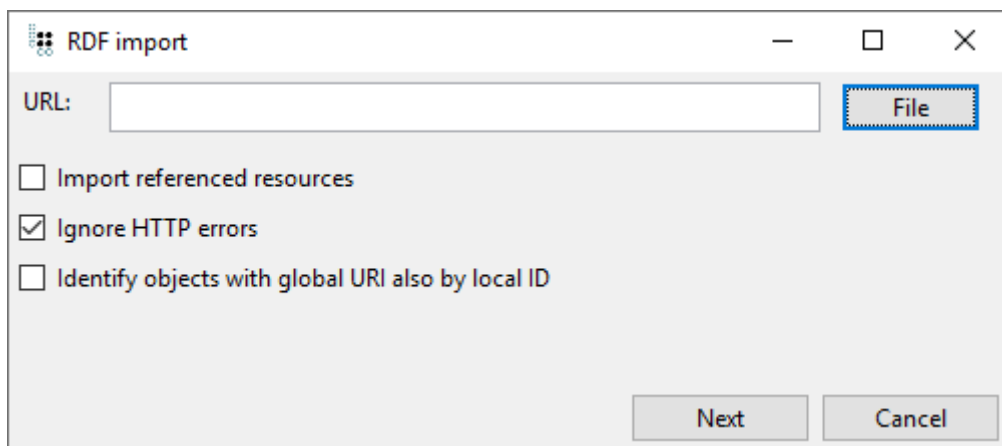 RDF import
URL:
File
Import referenced resources
Ignore HTTP errors
Identify objects with global URI also by local ID
Next Cancel